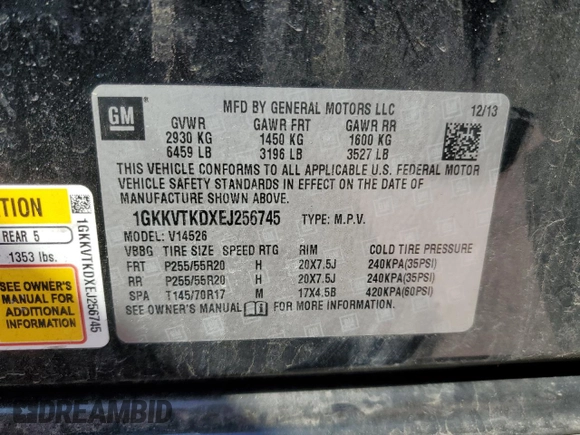 GM
MFD BY GENERAL MOTORS LLC 12/13
GVWR GAWR FRT GAWR RR
2930 KG 1450 KG 1600 KG
6459 LB 3196 LB 3527 LB
THIS VEHICLE CONFORMS TO ALL APPLICABLE U.S. FEDERAL MOTOR
VEHICLE SAFETY STANDARDS IN EFFECT ON THE DATE OF
MANUFACTURE SHOWN ABOVE.
1GKKVTKDXEJ256745 TYPE: M.P.V.
MODEL: V14526
VBBG TIRE SIZE SPEED RTG RIM COLD TIRE PRESSURE
FRT P255/55R20 H 20X7.5J 240KPA(35PSI)
RR P255/55R20 H 20X7.5J 240KPA(35PSI)
SPA T145/70R17 M 17X4.5B 420KPA(60PSI)
SEE OWNER'S MANUAL FOR MORE INFORMATION.
TION
REAR 5
1353 lbs.
SEE OWNER'S
MANUAL FOR
ADDITIONAL
INFORMATION
1GKKVTKDXEJ256745
DREAMBID